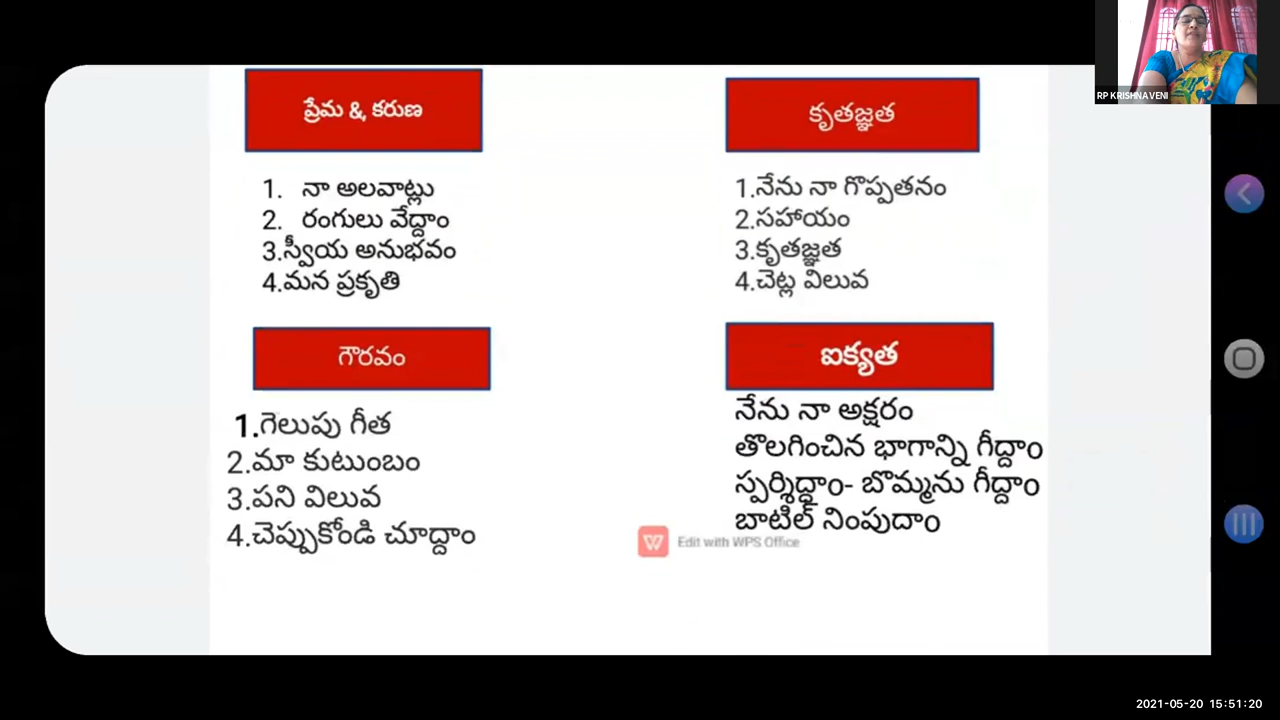 RP KRISHNAVENI
ప్రేమ &, కరుణ
1. నా అలవాట్లు
2. రంగులు వేద్దాం
3.స్వీయ అనుభవం
4.మన ప్రకృతి
కృతజ్ఞత
1.నేను నా గొప్పతనం
2.సహాయం
3.కృతజ్ఞత
4.చెట్ల విలువ
గౌరవం
1.గెలుపు గీత
2.మా కుటుంబం
3.పని విలువ
4.చెప్పుకోండి చూద్దాం
ఐక్యత
నేను నా అక్షరం
తొలగించిన భాగాన్ని గీద్దాం
స్పర్శిద్దాం- బొమ్మను గీద్దాం
బాటిల్ నింపుదాం
Edit with WPS Office
2021-05-20 15:51:20